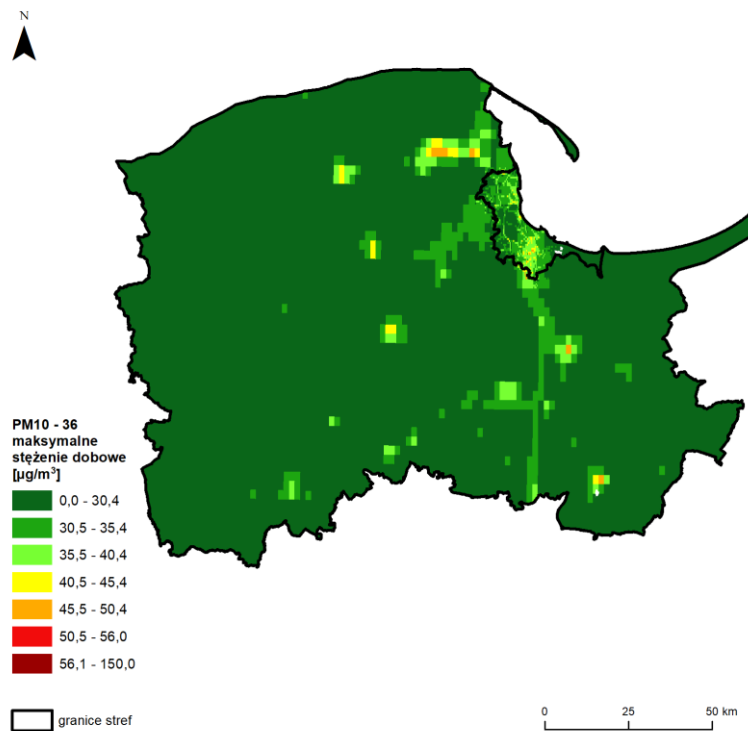 N
PM10 - 36
maksymalne
stężenie dobowe
[µg/m³]
0,0 - 30,4
30,5 - 35,4
35,5 - 40,4
40,5 - 45,4
45,5 - 50,4
50,5 - 56,0
56,1 - 150,0
granice stref
0 25 50 km